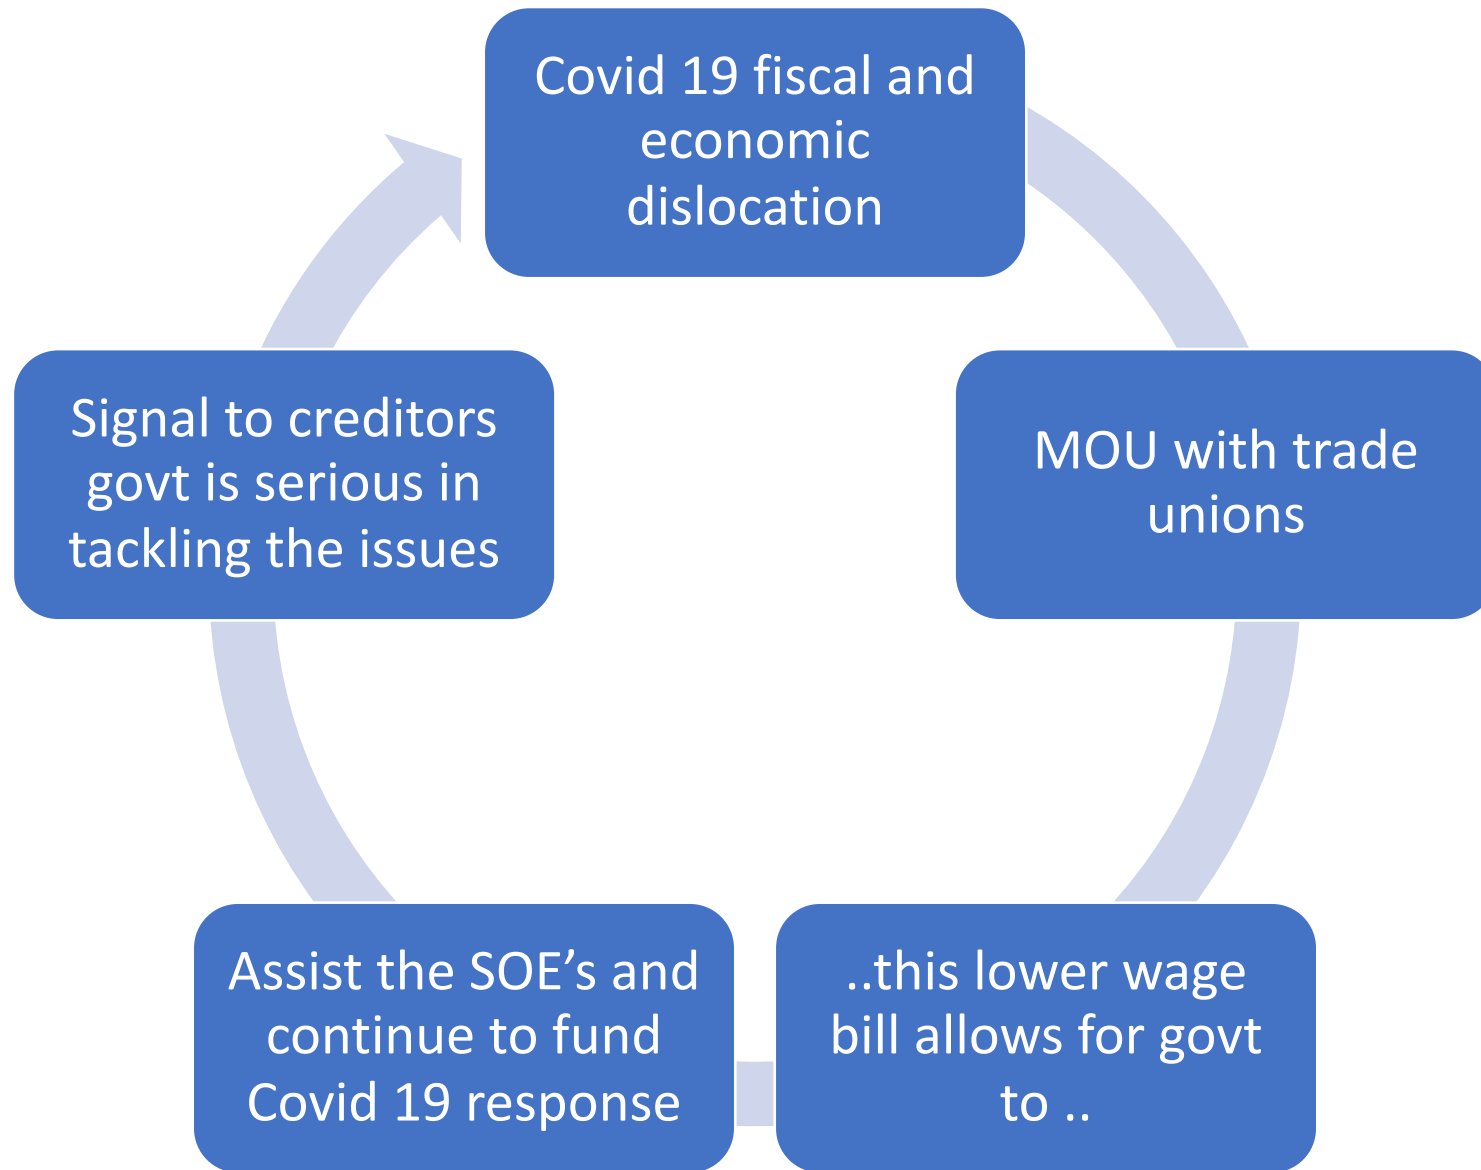 Covid 19 fiscal and
economic
dislocation
MOU with trade
unions
..this lower wage
bill allows for govt
to ..
Assist the SOE’s and
continue to fund
Covid 19 response
Signal to creditors
govt is serious in
tackling the issues